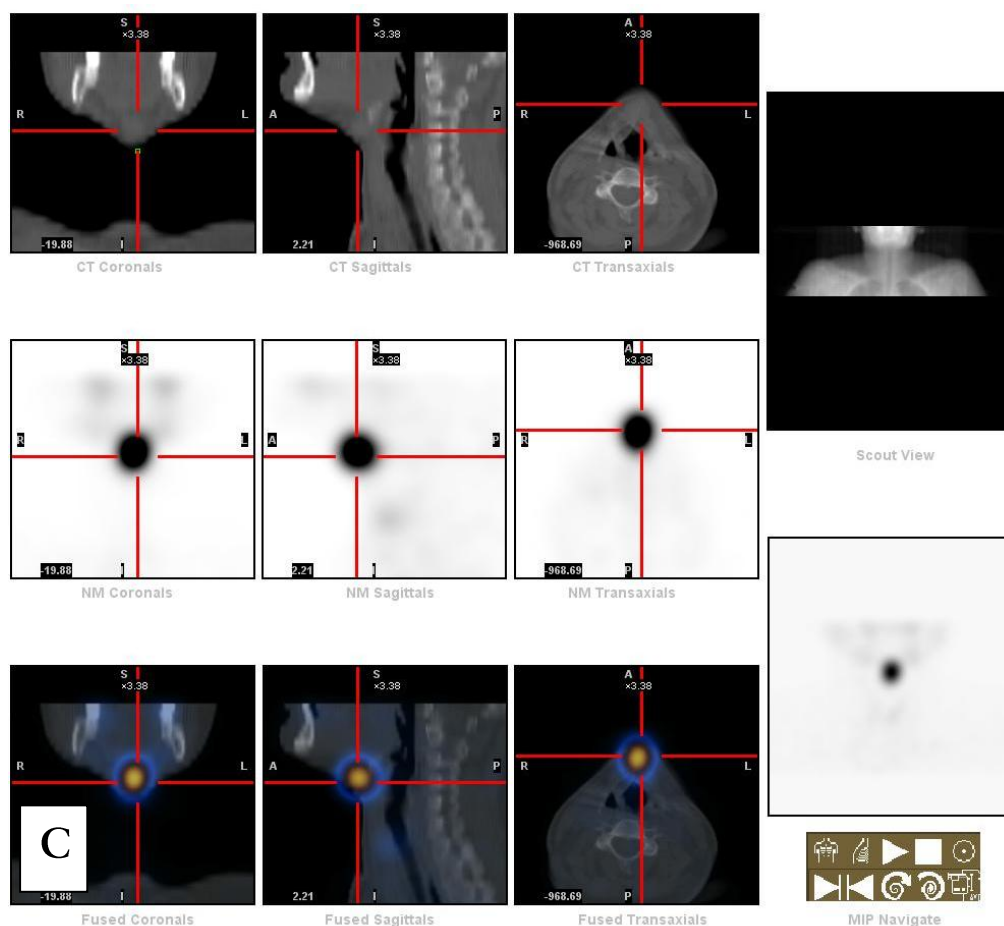 S
×3.38
R
L
-19.88
I
CT Coronals
S
×3.38
A
P
2.21
I
CT Sagittals
A
×3.38
R
L
-968.69
P
CT Transaxials
Scout View
S
×3.38
R
L
-19.88
I
NM Coronals
S
×3.38
A
P
2.21
I
NM Sagittals
A
×3.38
R
L
-968.69
P
NM Transaxials
S
×3.38
R
L
C
-19.88
I
Fused Coronals
S
×3.38
A
P
2.21
I
Fused Sagittals
A
×3.38
R
L
-968.69
P
Fused Transaxials
MIP Navigate